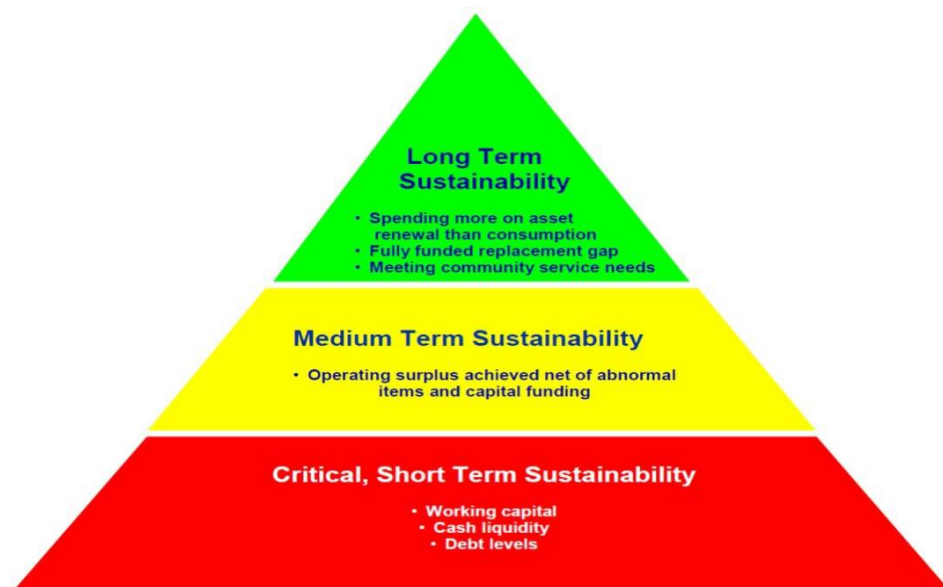 Long Term
Sustainability
• Spending more on asset
renewal than consumption
• Fully funded replacement gap
• Meeting community service needs
Medium Term Sustainability
• Operating surplus achieved net of abnormal
items and capital funding
Critical, Short Term Sustainability
• Working capital
• Cash liquidity
• Debt levels